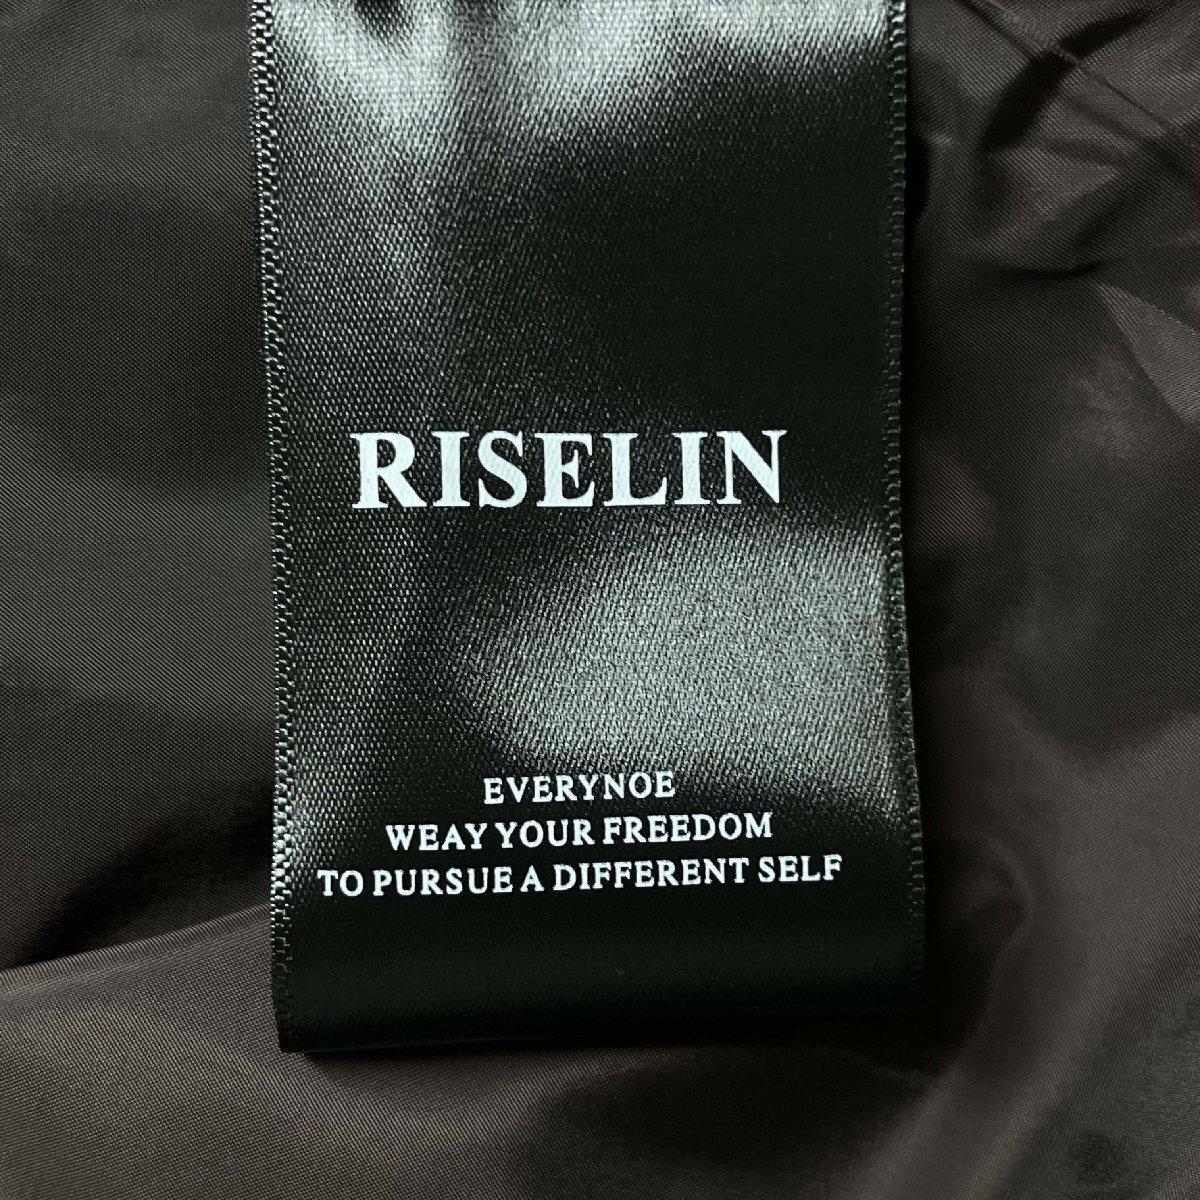 RISELIN
EVERYNOE
WEAY YOUR FREEDOM
TO PURSUE A DIFFERENT SELF